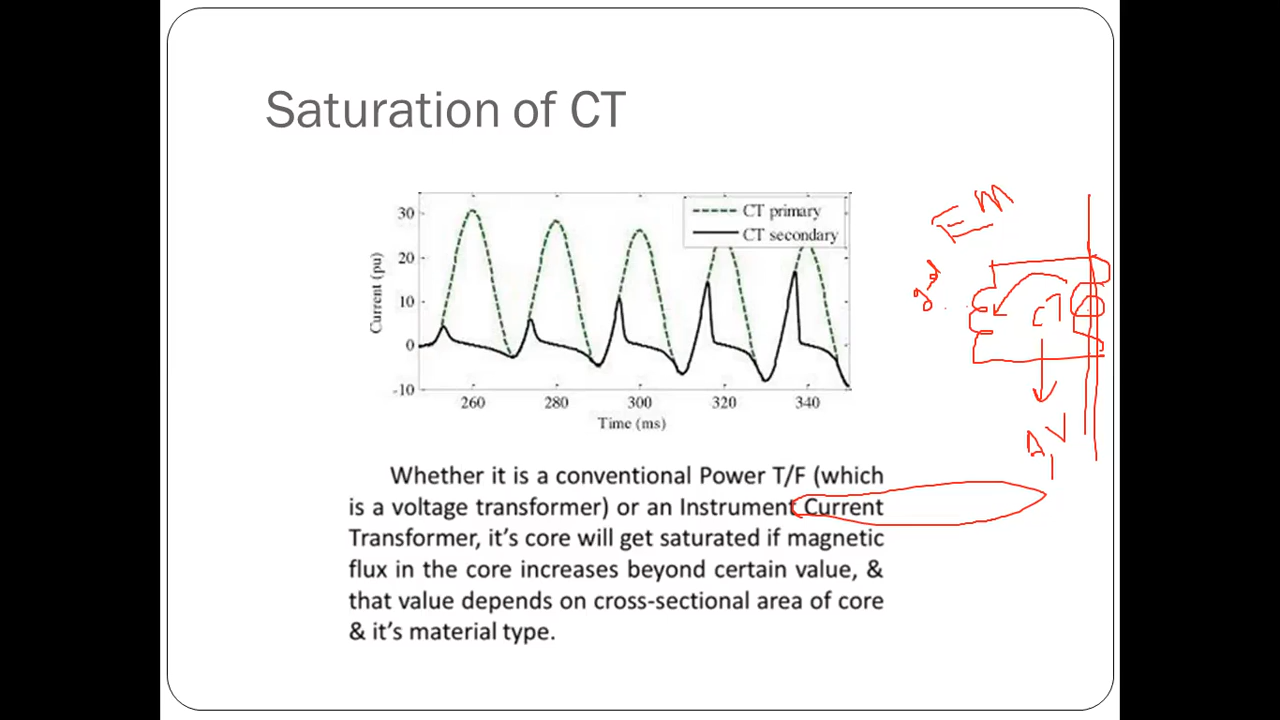 Saturation of CT
30
20
10
0
-10
Current (pu)
CT primary
CT secondary
260 280 300 320 340
Time (ms)
EM
CT
Whether it is a conventional Power T/F (which
is a voltage transformer) or an Instrument Current
Transformer, it's core will get saturated if magnetic
flux in the core increases beyond certain value, &
that value depends on cross-sectional area of core
& it's material type.